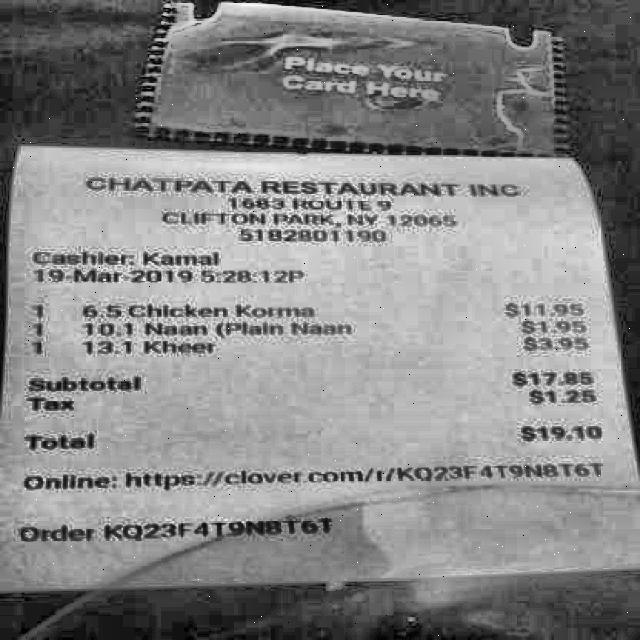 Place Your
Card Here
CHATPATA RESTAURANT INC
1683 ROUTE 9
CLIFTON PARK, NY 12065
5182801190
Cashier: Kamal
19-Mar-2019 5:28:12P
1 6.5 Chicken Korma $11.95
1 10.1 Naan (Plain Naan $1.95
1 13.1 Kheer $3.95
Subtotal $17.85
Tax $1.25
Total $19.10
Online: https://clover.com/r/KQ23F4T9N8T6T
Order KQ23F4T9N8T6T